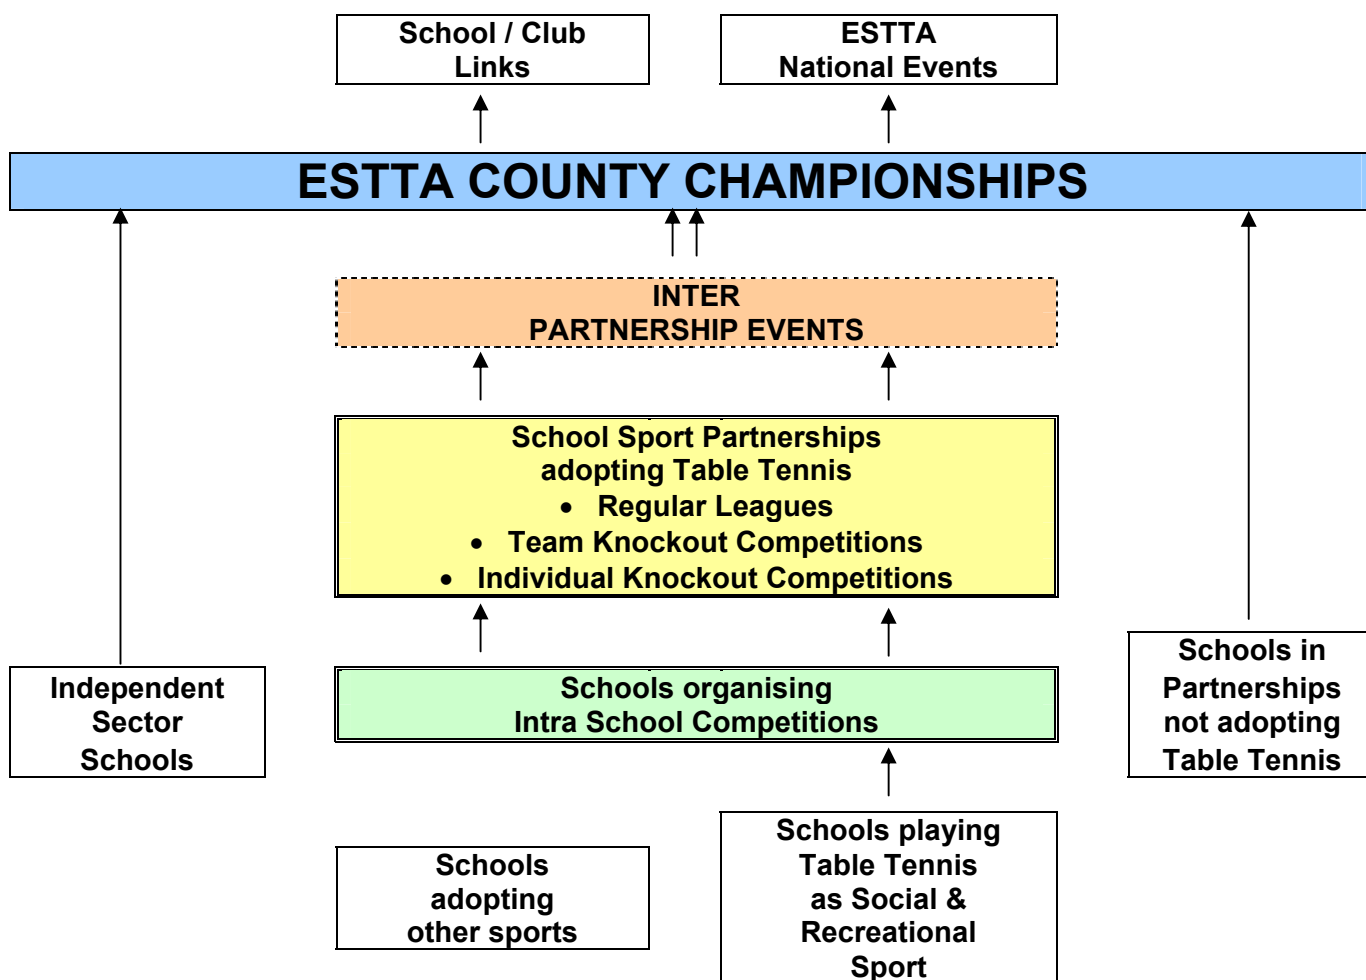 School / Club
Links
ESTTA
National Events
ESTTA COUNTY CHAMPIONSHIPS
INTER
PARTNERSHIP EVENTS
School Sport Partnerships
adopting Table Tennis
• Regular Leagues
• Team Knockout Competitions
• Individual Knockout Competitions
Independent
Sector
Schools
Schools organising
Intra School Competitions
Schools in
Partnerships
not adopting
Table Tennis
Schools
adopting
other sports
Schools playing
Table Tennis
as Social &
Recreational
Sport